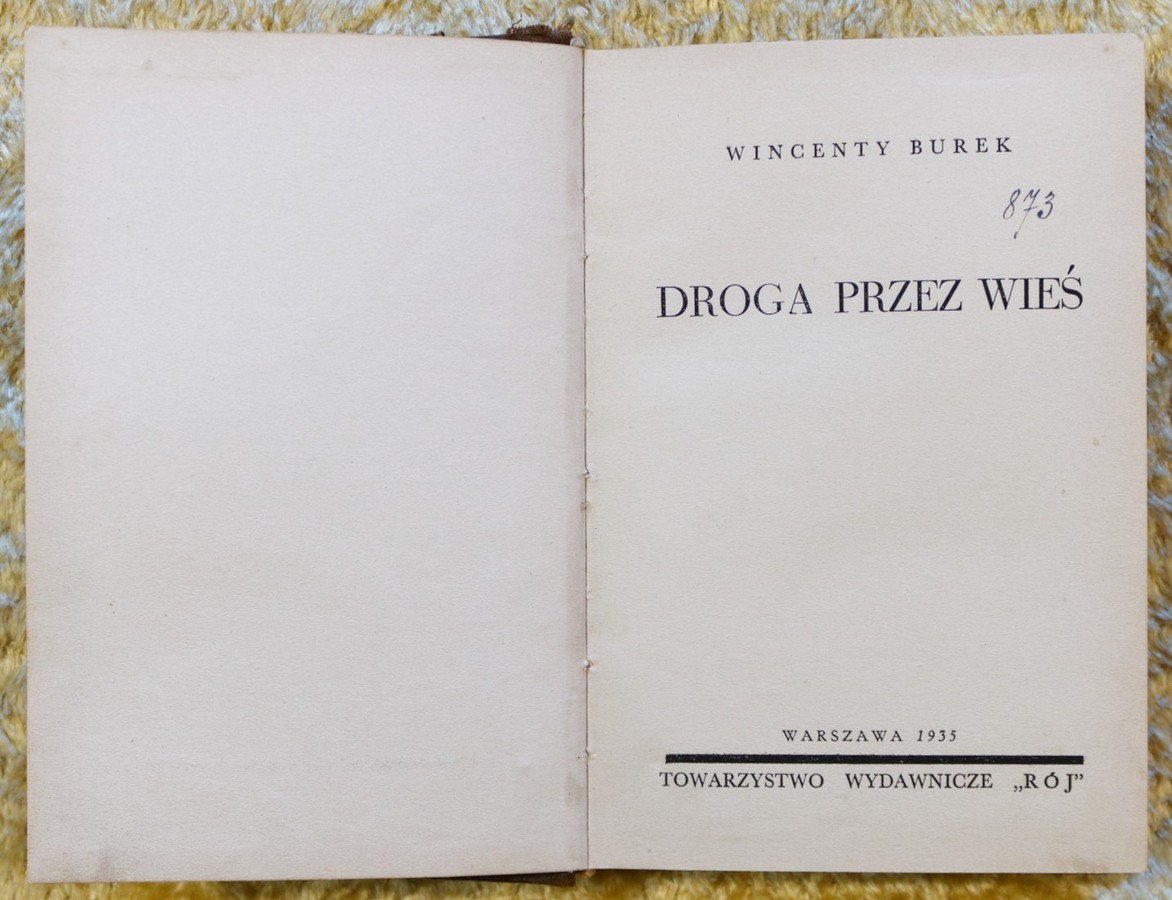 WINCENTY BUREK
873
DROGA PRZEZ WIEŚ
WARSZAWA 1935
TOWARZYSTWO WYDAWNICZE „RÓJ”